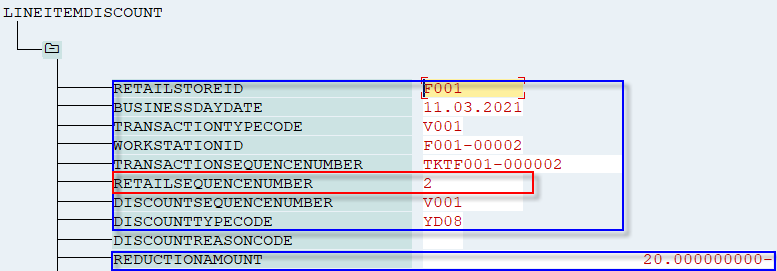 LINEITEMDISCOUNT
RETAILSTOREID F001
BUSINESSDAYDATE 11.03.2021
TRANSACTIONTYPECODE V001
WORKSTATIONID F001-00002
TRANSACTIONSEQUENCENUMBER TKTF001-000002
RETAILSEQUENCENUMBER 2
DISCOUNTSEQUENCENUMBER V001
DISCOUNTTYPECODE YD08
DISCOUNTREASONCODE
REDUCTIONAMOUNT 20.000000000-